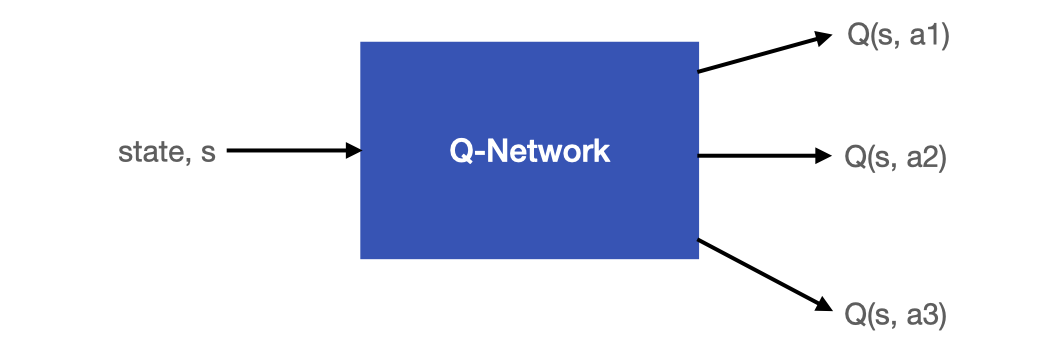 state, s
Q-Network
Q(s, a1)
Q(s, a2)
Q(s, a3)